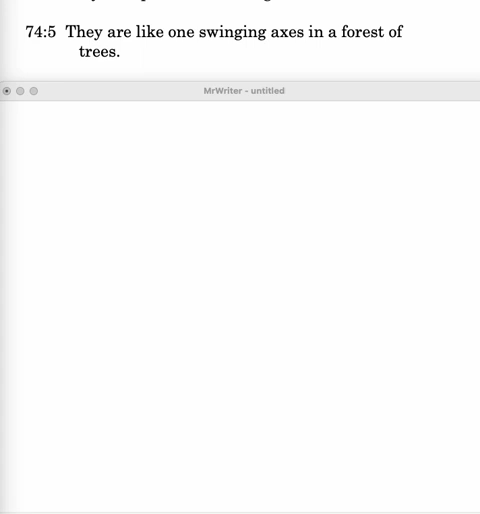 74:5 They are like one swinging axes in a forest of
trees.
MrWriter - untitled